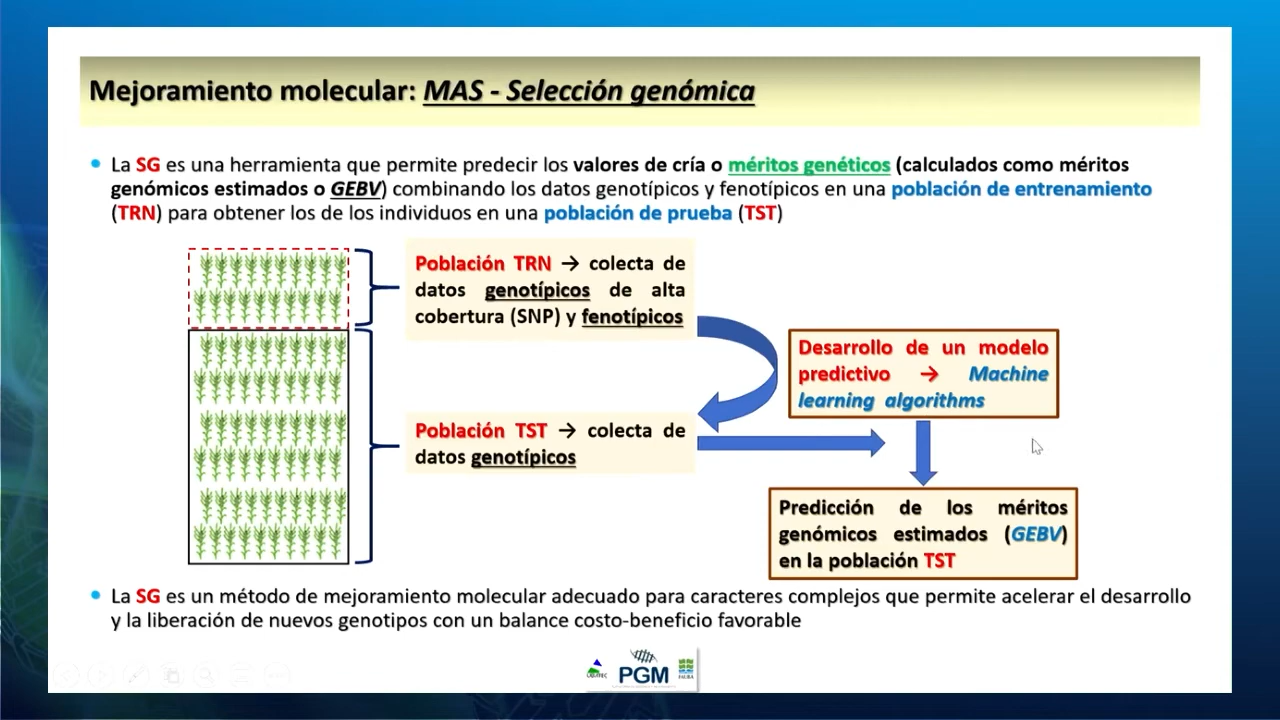 Mejoramiento molecular: MAS - Selección genómica
• La SG es una herramienta que permite predecir los valores de cría o méritos genéticos (calculados como méritos
genómicos estimados o GEBV) combinando los datos genotípicos y fenotípicos en una población de entrenamiento
(TRN) para obtener los de los individuos en una población de prueba (TST)
Población TRN → colecta de
datos genotípicos de alta
cobertura (SNP) y fenotípicos
Desarrollo de un modelo
predictivo → Machine
learning algorithms
Población TST → colecta de
datos genotípicos
Predicción de los méritos
genómicos estimados (GEBV)
en la población TST
• La SG es un método de mejoramiento molecular adecuado para caracteres complejos que permite acelerar el desarrollo
y la liberación de nuevos genotipos con un balance costo-beneficio favorable
PGM
FAUBA